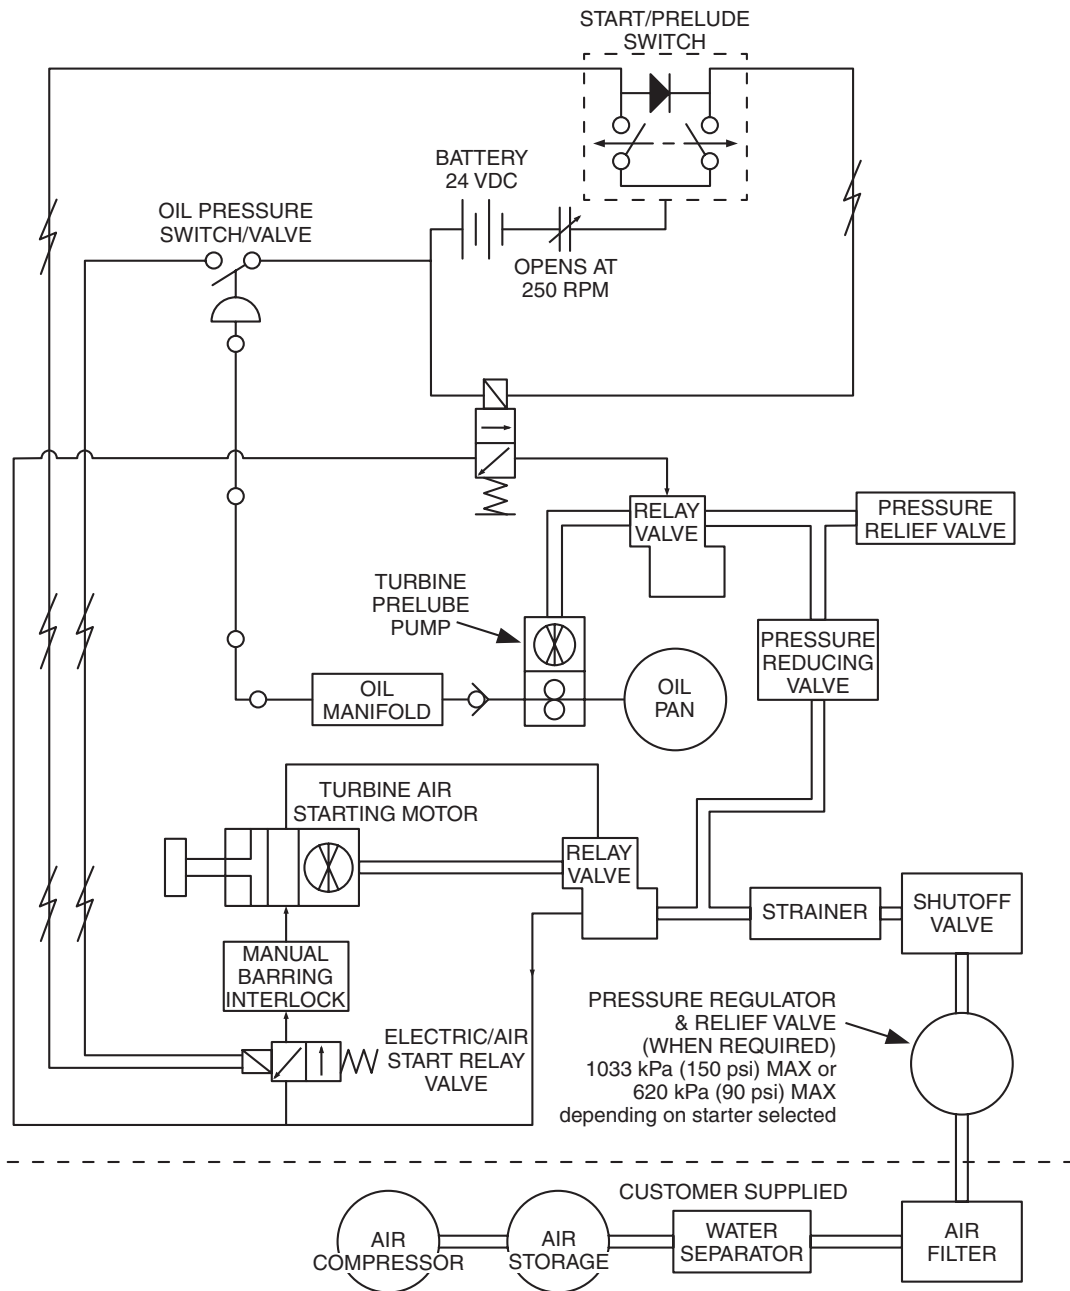 START/PRELUDE
SWITCH
BATTERY
24 VDC
OIL PRESSURE
SWITCH/VALVE
OPENS AT
250 RPM
RELAY
VALVE
PRESSURE
RELIEF VALVE
TURBINE
PRELUBE
PUMP
PRESSURE
REDUCING
VALVE
OIL
MANIFOLD
OIL
PAN
TURBINE AIR
STARTING MOTOR
RELAY
VALVE
STRAINER
SHUTOFF
VALVE
MANUAL
BARRING
INTERLOCK
PRESSURE REGULATOR
& RELIEF VALVE
(WHEN REQUIRED)
1033 kPa (150 psi) MAX or
620 kPa (90 psi) MAX
depending on starter selected
ELECTRIC/AIR
START RELAY
VALVE
CUSTOMER SUPPLIED
AIR
COMPRESSOR
AIR
STORAGE
WATER
SEPARATOR
AIR
FILTER